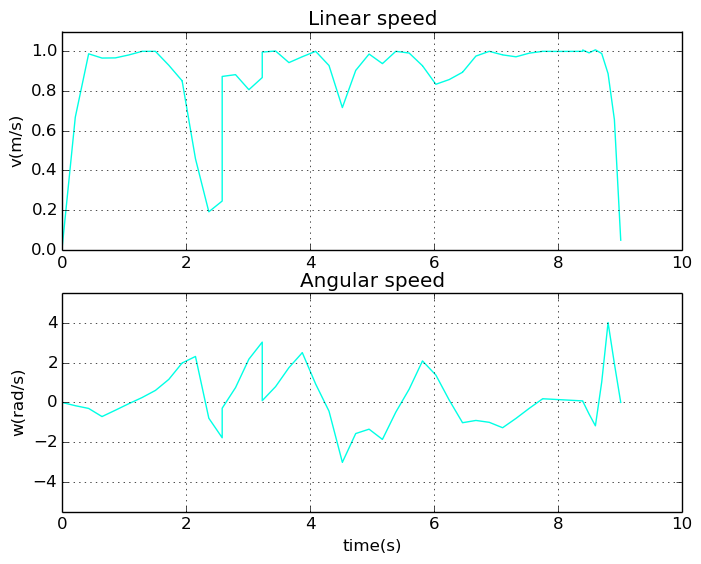 Linear speed
1.0
0.8
0.6
0.4
0.2
0.0
v(m/s)
0 2 4 6 8 10
Angular speed
4
2
0
−2
−4
w(rad/s)
0 2 4 6 8 10
time(s)